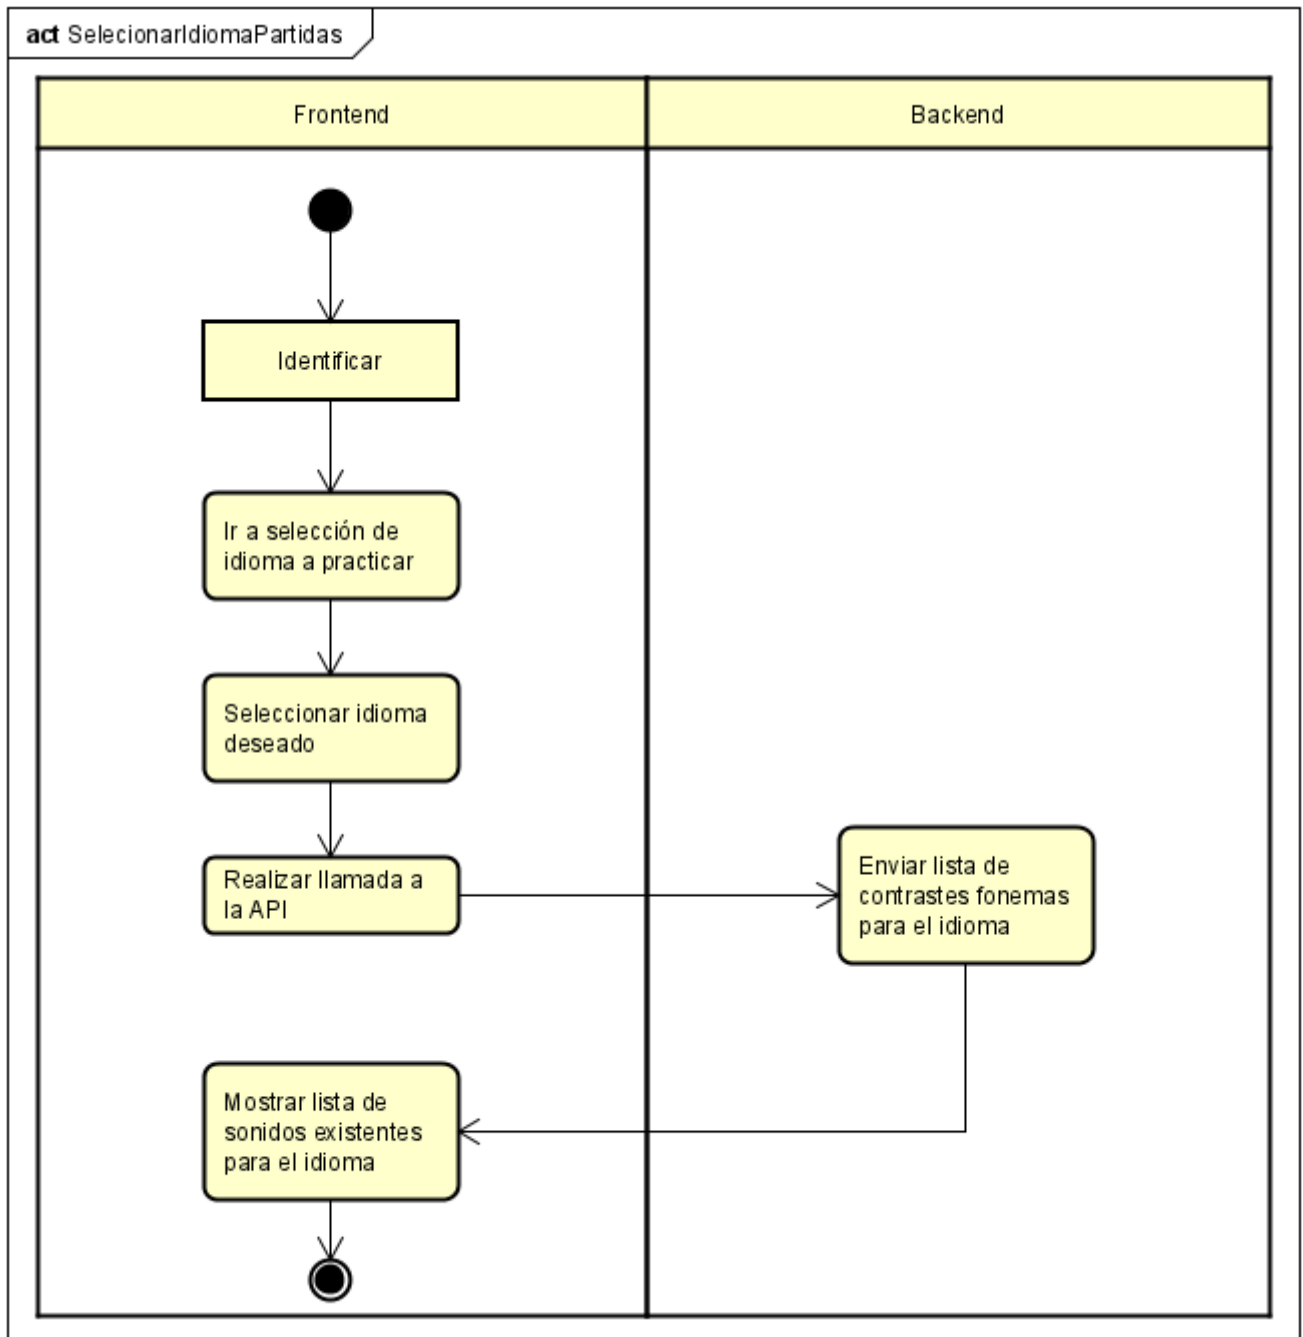 act SelecionarIdiomaPartidas
Frontend
Backend
Identificar
Ir a selección de
idioma a practicar
Seleccionar idioma
deseado
Realizar llamada a
la API
Enviar lista de
contrastes fonemas
para el idioma
Mostrar lista de
sonidos existentes
para el idioma